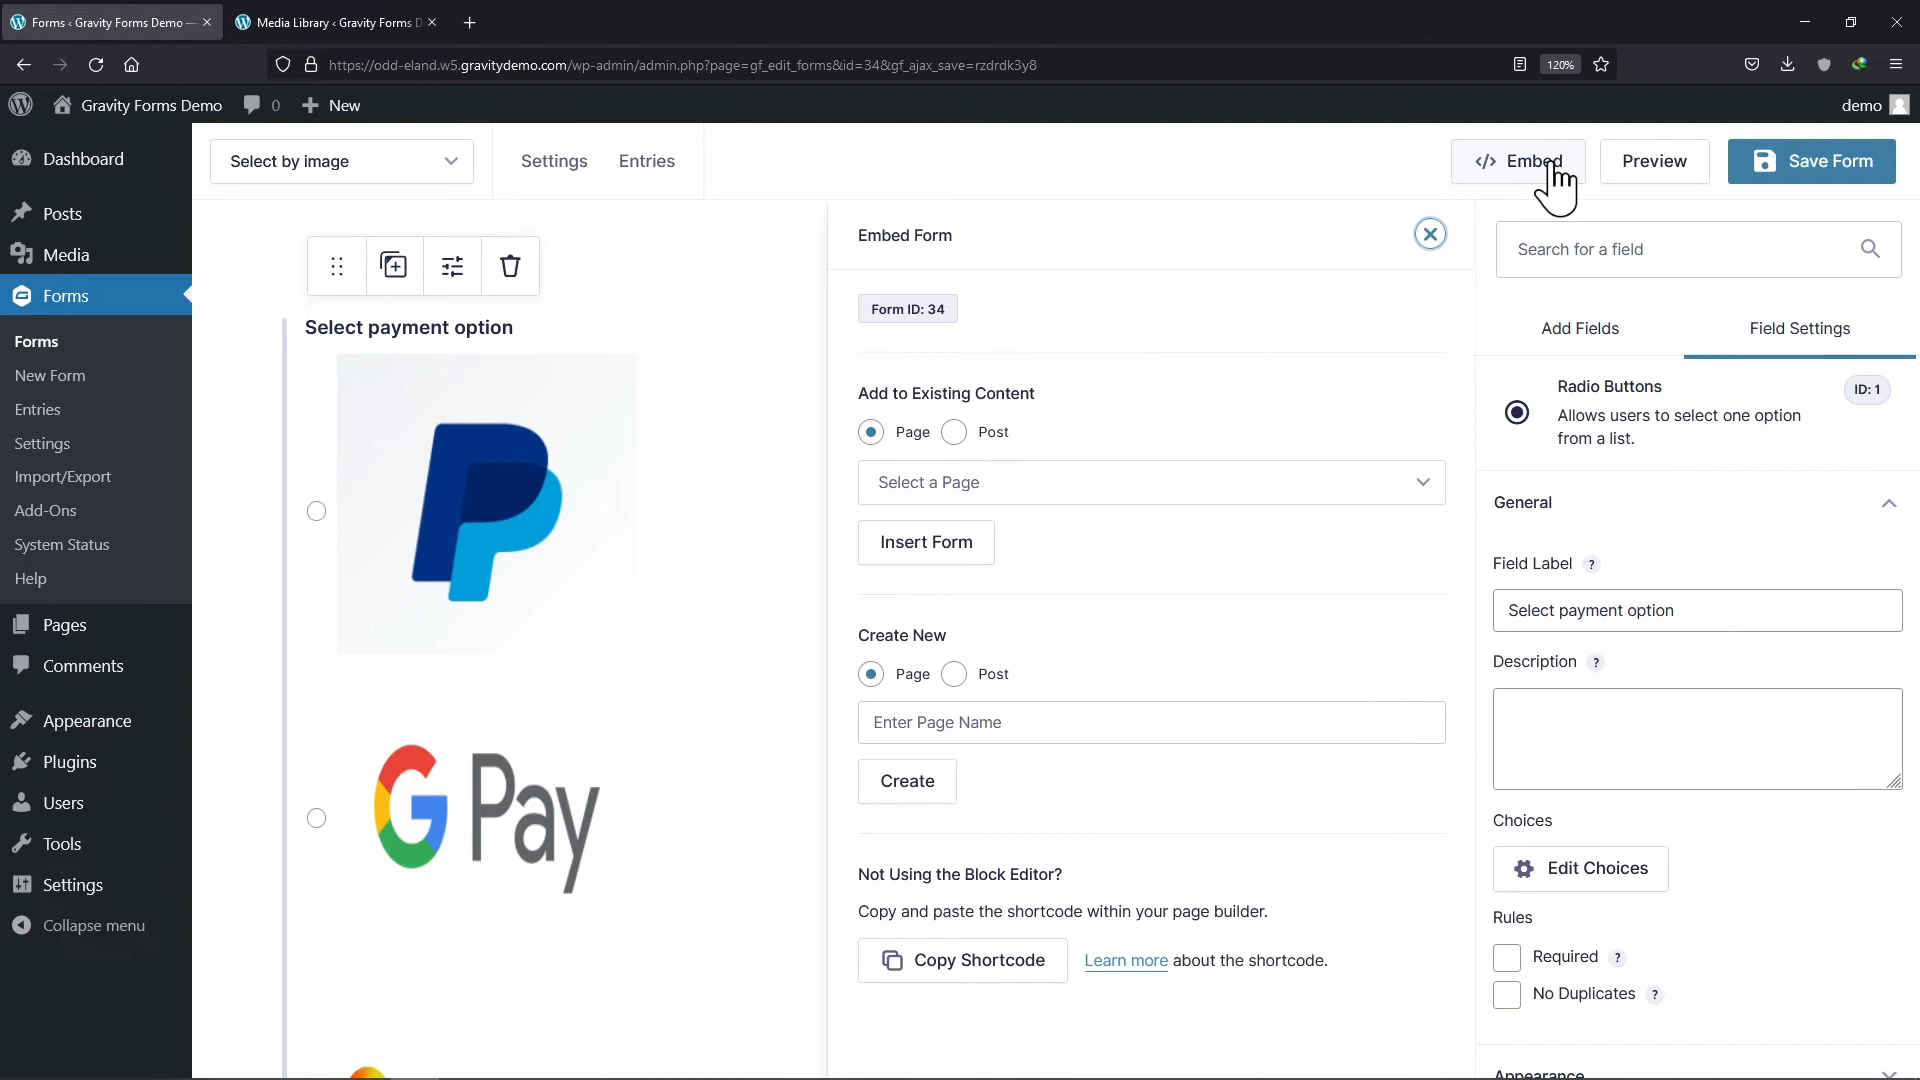 Forms ‹ Gravity Forms Demo —
Media Library ‹ Gravity Forms D
https://odd-eland.w5.gravitydemo.com/wp-admin/admin.php?page=gf_edit_forms&id=34&gf_ajax_save=rzdrdk3y8
120%
Gravity Forms Demo
0
New
demo
Dashboard
Posts
Media
Forms
Forms
New Form
Entries
Settings
Import/Export
Add-Ons
System Status
Help
Pages
Comments
Appearance
Plugins
Users
Tools
Settings
Collapse menu
Select by image
Settings
Entries
</> Embed
Preview
Save Form
Select payment option
G Pay
Embed Form
Form ID: 34
Add to Existing Content
Page
Post
Select a Page
Insert Form
Create New
Page
Post
Enter Page Name
Create
Not Using the Block Editor?
Copy and paste the shortcode within your page builder.
Copy Shortcode
Learn more about the shortcode.
Search for a field
Add Fields
Field Settings
Radio Buttons
ID: 1
Allows users to select one option
from a list.
General
Field Label ?
Select payment option
Description ?
Choices
Edit Choices
Rules
Required ?
No Duplicates ?
Appearance